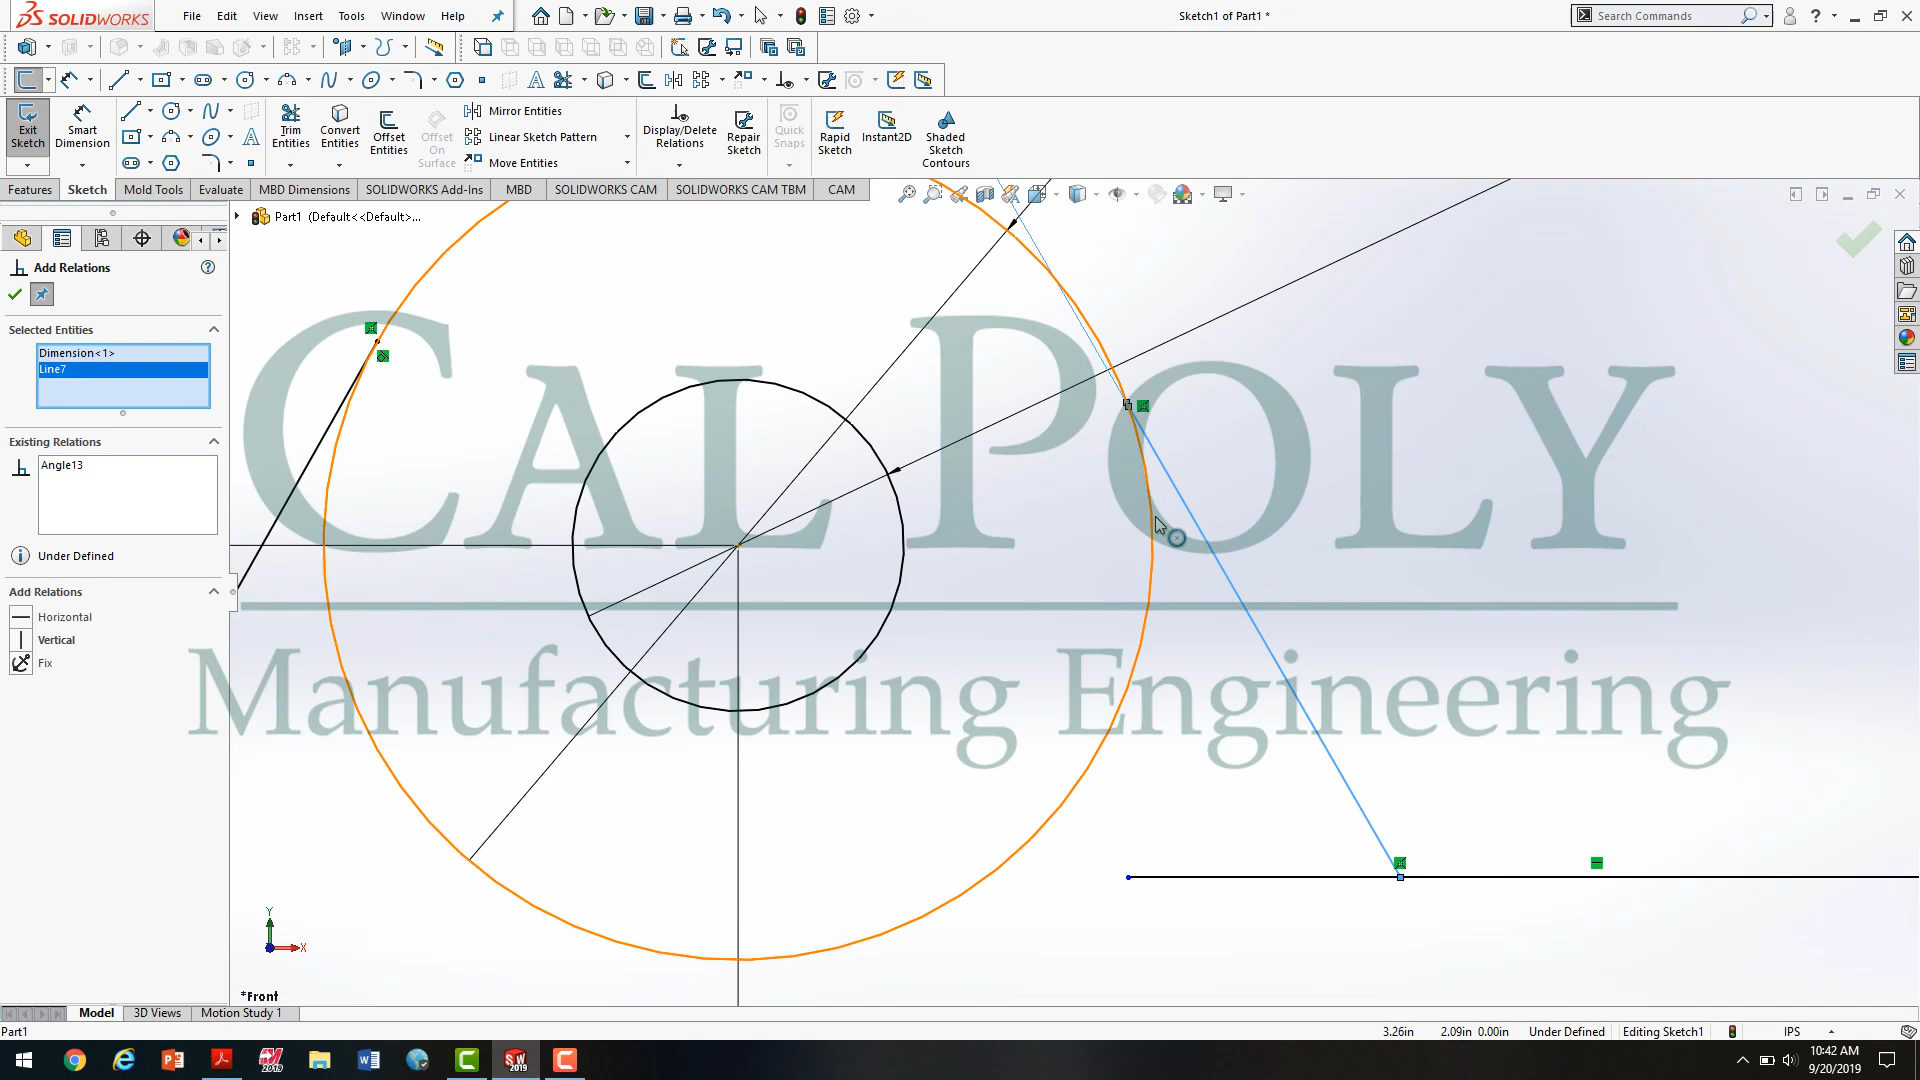 SOLIDWORKS
File Edit View Insert Tools Window Help
Sketch1 of Part1 *
Search Commands
Exit Sketch
Smart Dimension
Trim Entities
Convert Entities
Offset Entities
Offset On Surface
Mirror Entities
Linear Sketch Pattern
Move Entities
Display/Delete Relations
Repair Sketch
Quick Snaps
Rapid Sketch
Instant2D
Shaded Sketch Contours
Features Sketch Mold Tools Evaluate MBD Dimensions SOLIDWORKS Add-Ins MBD SOLIDWORKS CAM SOLIDWORKS CAM TBM CAM
Part1 (Default<<Default>...
Add Relations
Selected Entities
Dimension<1>
Line7
Existing Relations
Angle13
Under Defined
Add Relations
Horizontal
Vertical
Fix
CAL POLY
Manufacturing Engineering
Y
X
*Front
Model 3D Views Motion Study 1
Part1
3.26in 2.09in 0.00in Under Defined Editing Sketch1 IPS
10:42 AM
9/20/2019
2019
SW
2019